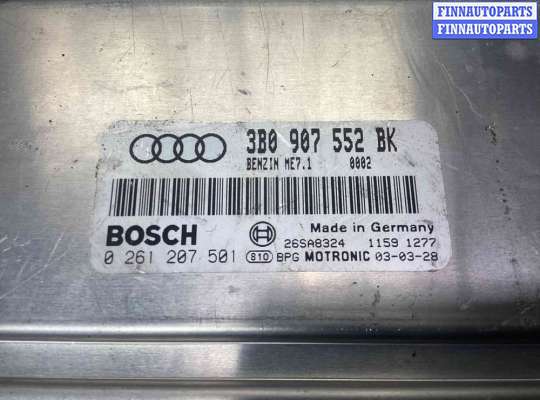 FINNAUTOPARTS
FINNAUTOPARTS
3B0 907 552 BK
BENZIN ME7.1 0002
Made in Germany
BOSCH
26SA8324 1159 1277
0 261 207 501 810 BPG MOTRONIC 03-03-28